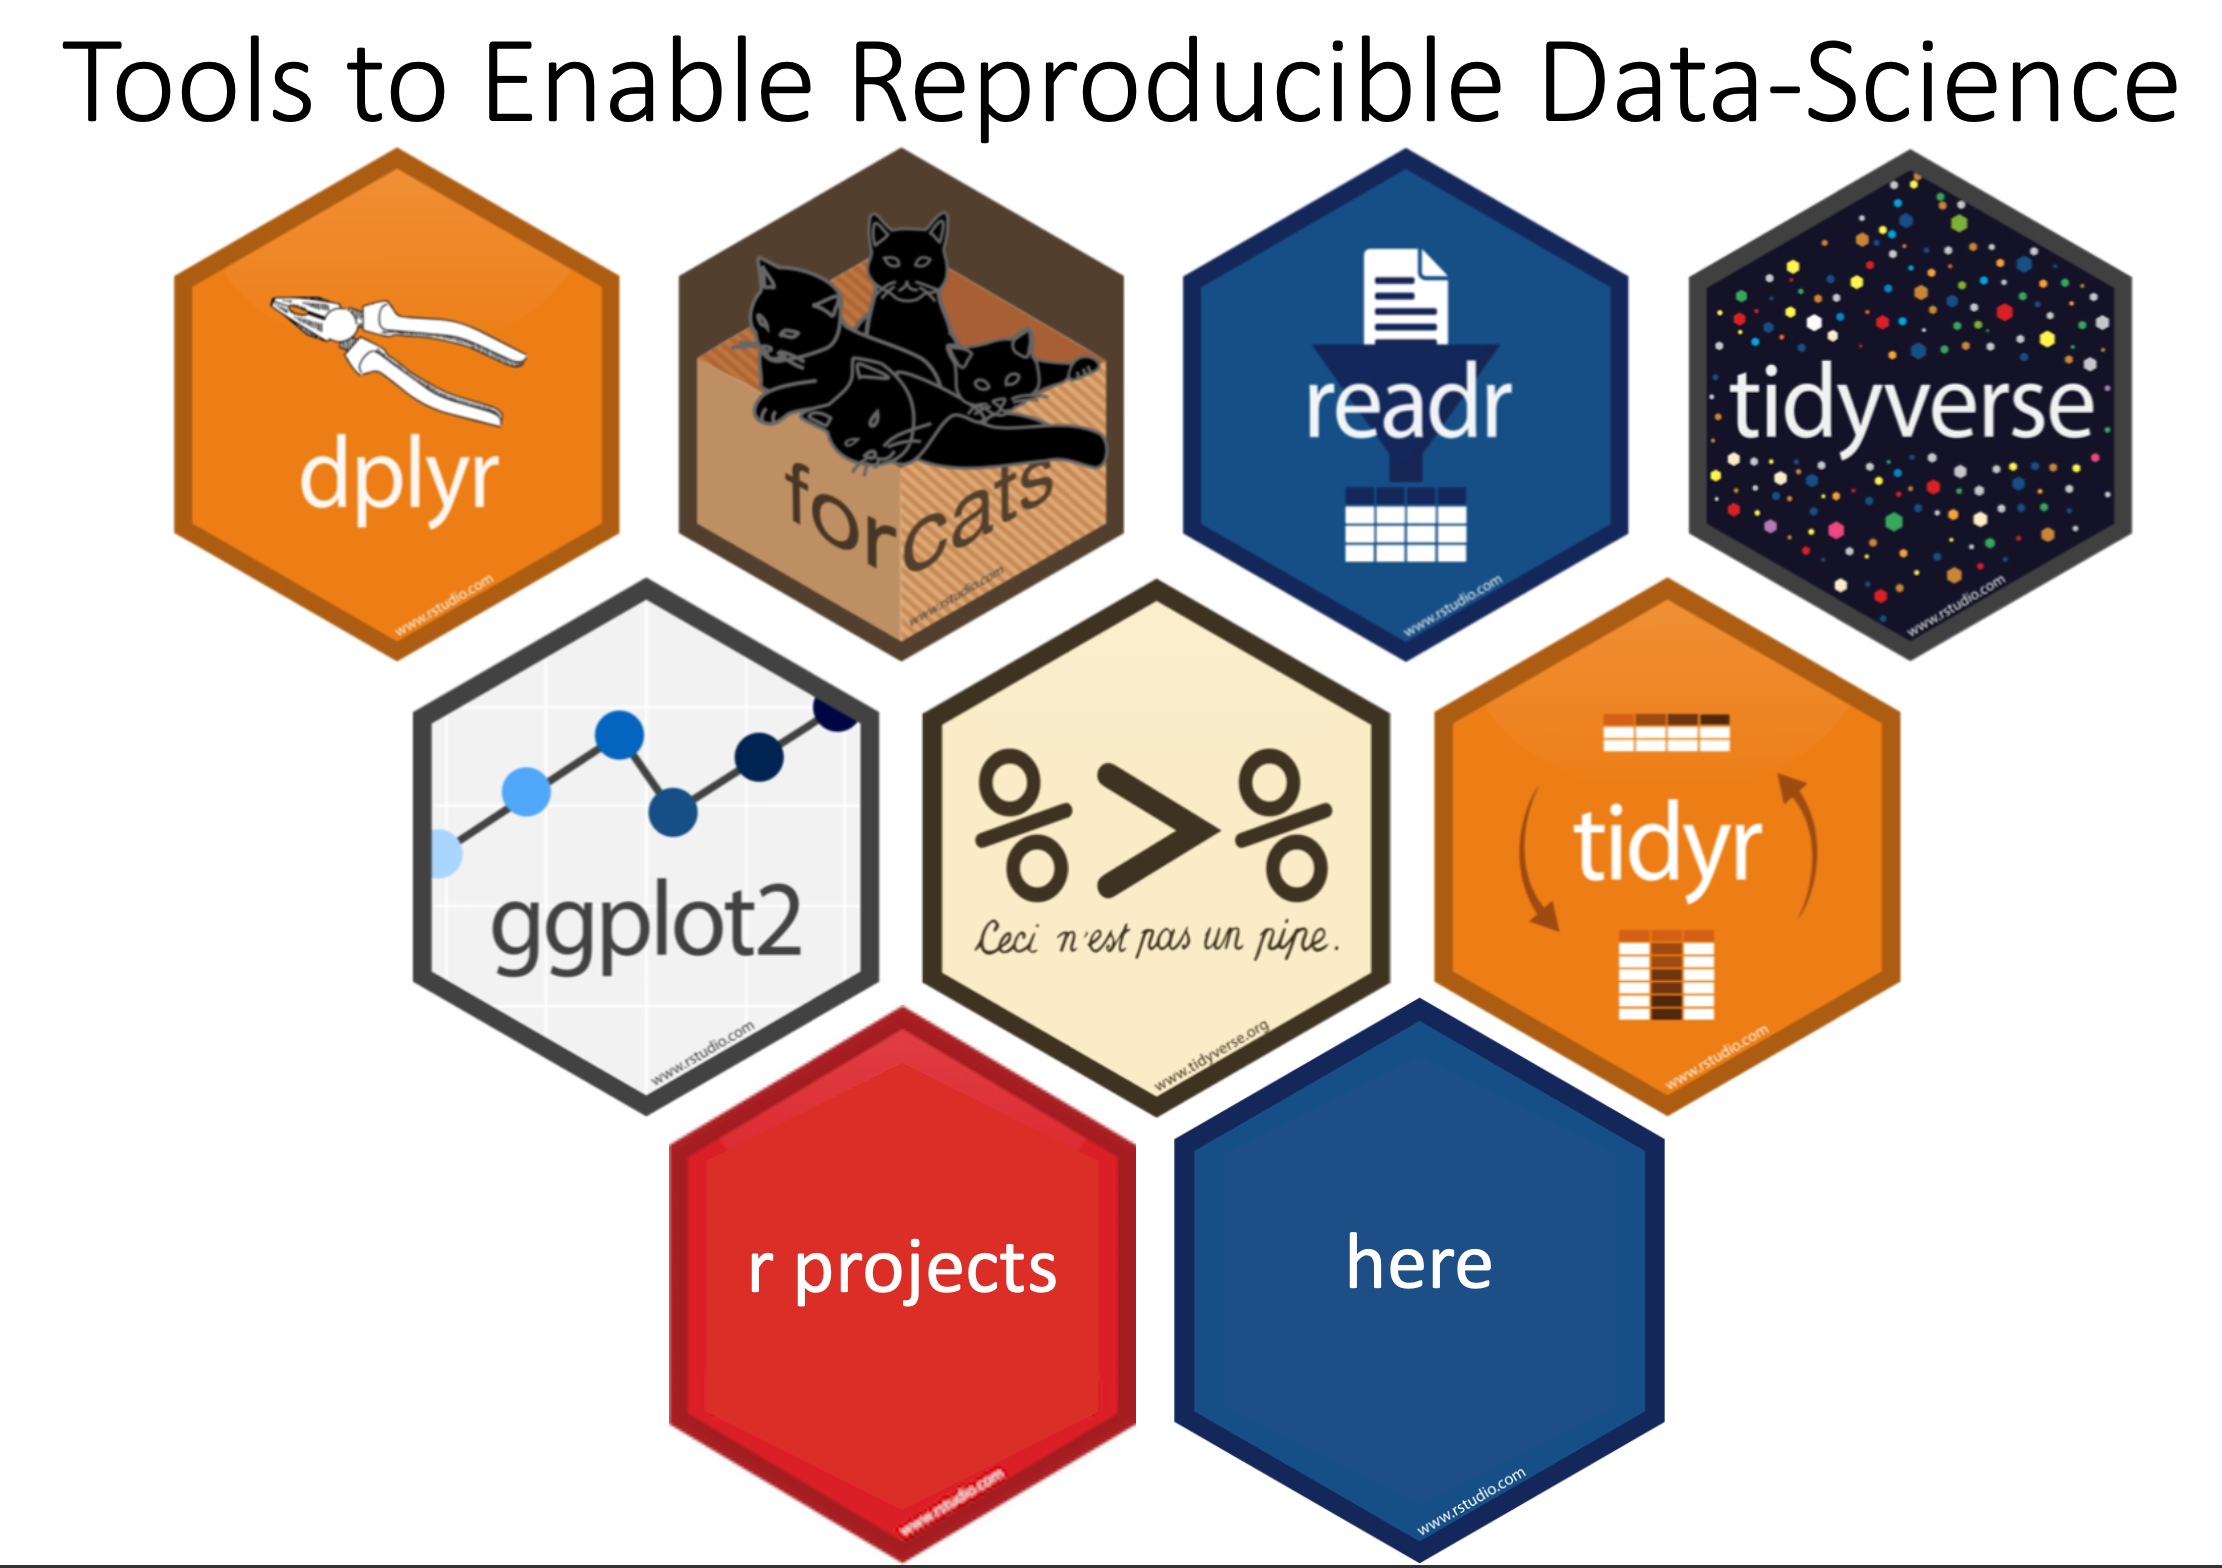 Tools to Enable Reproducible Data-Science
dplyr
www.rstudio.com
forcats
www.rstudio.com
readr
www.rstudio.com
tidyverse
www.rstudio.com
ggplot2
www.rstudio.com
%>%
Ceci n'est pas un pipe.
www.tidyverse.org
tidyr
www.rstudio.com
r projects
www.rstudio.com
here
www.rstudio.com